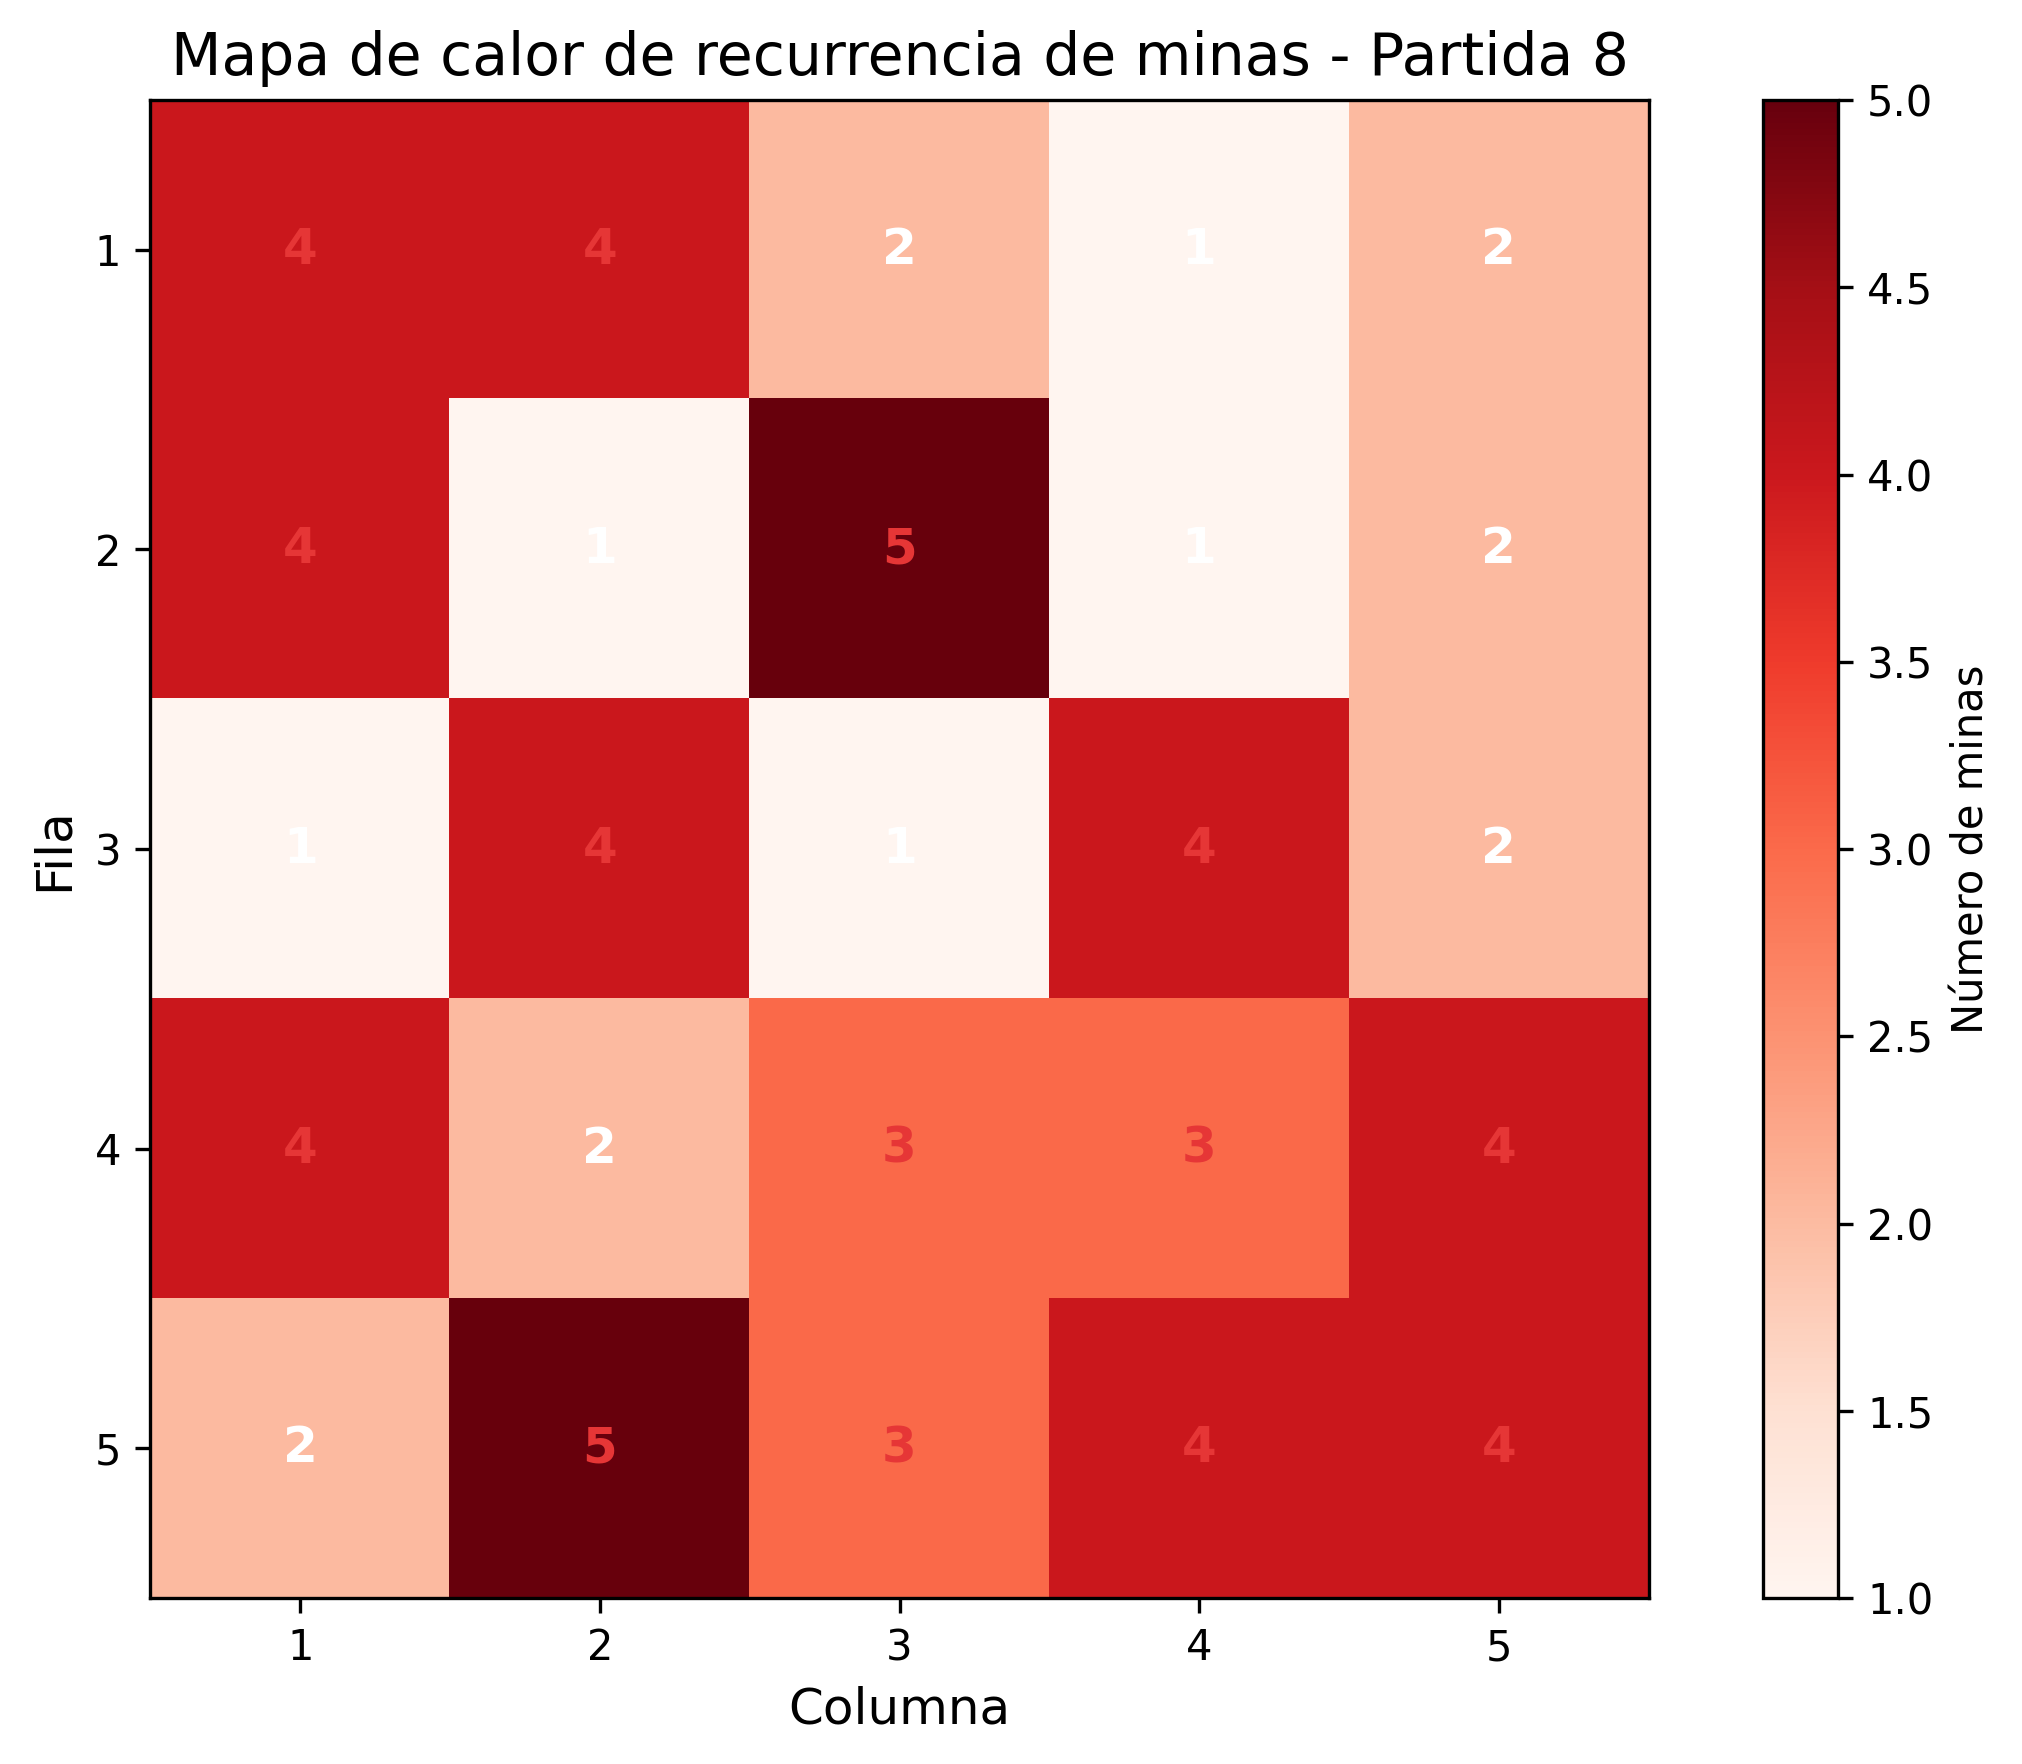 Mapa de calor de recurrencia de minas - Partida 8
1 4 4 2 1 2
2 4 1 5 1 2
3 1 4 1 4 2
4 4 2 3 3 4
5 2 5 3 4 4
1 2 3 4 5
Fila
Columna
5.0
4.5
4.0
3.5
3.0
2.5
2.0
1.5
1.0
Número de minas